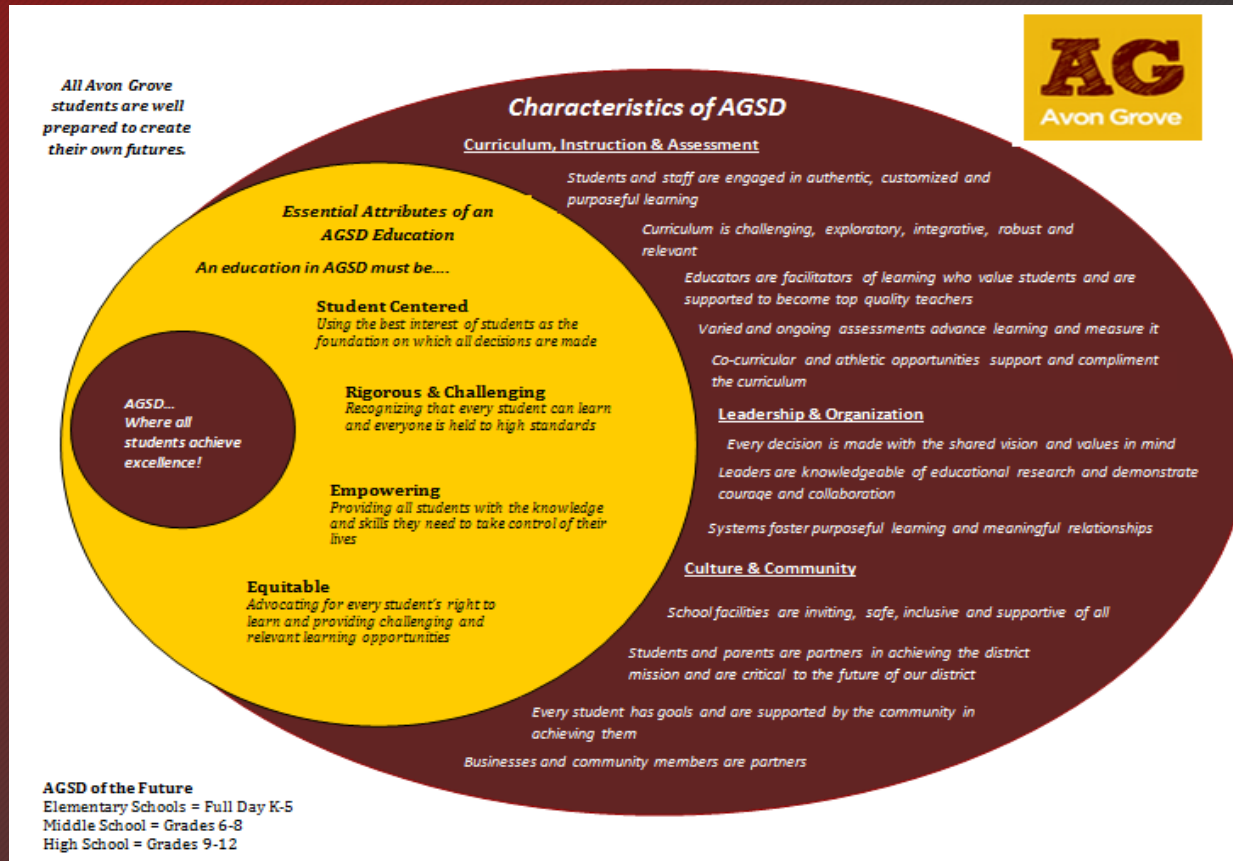 All Avon Grove
students are well
prepared to create
their own futures.
AG
Avon Grove
Characteristics of AGSD
Curriculum, Instruction & Assessment
Students and staff are engaged in authentic, customized and
purposeful learning
Curriculum is challenging, exploratory, integrative, robust and
relevant
Educators are facilitators of learning who value students and are
supported to become top quality teachers
Varied and ongoing assessments advance learning and measure it
Co-curricular and athletic opportunities support and compliment
the curriculum
Leadership & Organization
Every decision is made with the shared vision and values in mind
Leaders are knowledgeable of educational research and demonstrate
courage and collaboration
Systems foster purposeful learning and meaningful relationships
Culture & Community
School facilities are inviting, safe, inclusive and supportive of all
Students and parents are partners in achieving the district
mission and are critical to the future of our district
Every student has goals and are supported by the community in
achieving them
Businesses and community members are partners
Essential Attributes of an
AGSD Education
An education in AGSD must be....
Student Centered
Using the best interest of students as the
foundation on which all decisions are made
Rigorous & Challenging
Recognizing that every student can learn
and everyone is held to high standards
Empowering
Providing all students with the knowledge
and skills they need to take control of their
lives
Equitable
Advocating for every student's right to
learn and providing challenging and
relevant learning opportunities
AGSD...
Where all
students achieve
excellence!
AGSD of the Future
Elementary Schools = Full Day K-5
Middle School = Grades 6-8
High School = Grades 9-12